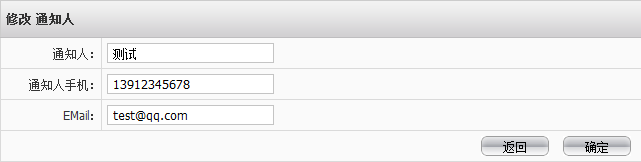 修改 通知人
通知人： 测试
通知人手机： 13912345678
EMail： test@qq.com
返回 确定